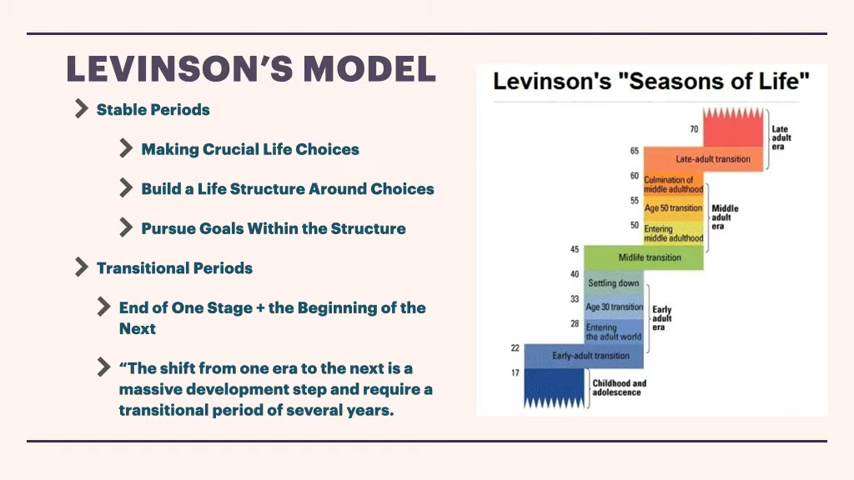 LEVINSON'S MODEL
Stable Periods
Making Crucial Life Choices
Build a Life Structure Around Choices
Pursue Goals Within the Structure
Transitional Periods
End of One Stage + the Beginning of the
Next
“The shift from one era to the next is a
massive development step and require a
transitional period of several years.
Levinson's "Seasons of Life"
70
Late
adult
era
65
Late-adult transition
60
Culmination of
middle adulthood
55
Age 50 transition
Middle
adult
era
50
Entering
middle adulthood
45
Midlife transition
40
Settling down
33
Age 30 transition
Early
adult
era
28
Entering
the adult world
22
Early-adult transition
17
Childhood and
adolescence